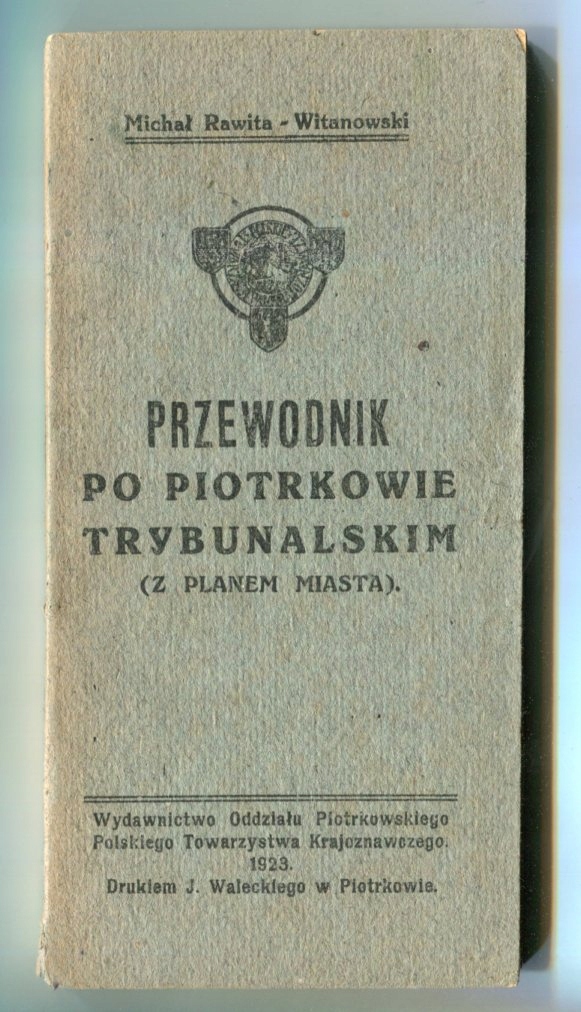 Michał Rawita - Witanowski
PRZEWODNIK
PO PIOTRKOWIE
TRYBUNALSKIM
(Z PLANEM MIASTA).
Wydawnictwo Oddziału Piotrkowskiego
Polskiego Towarzystwa Krajoznawczego.
1923.
Drukiem J. Waleckiego w Piotrkowie.